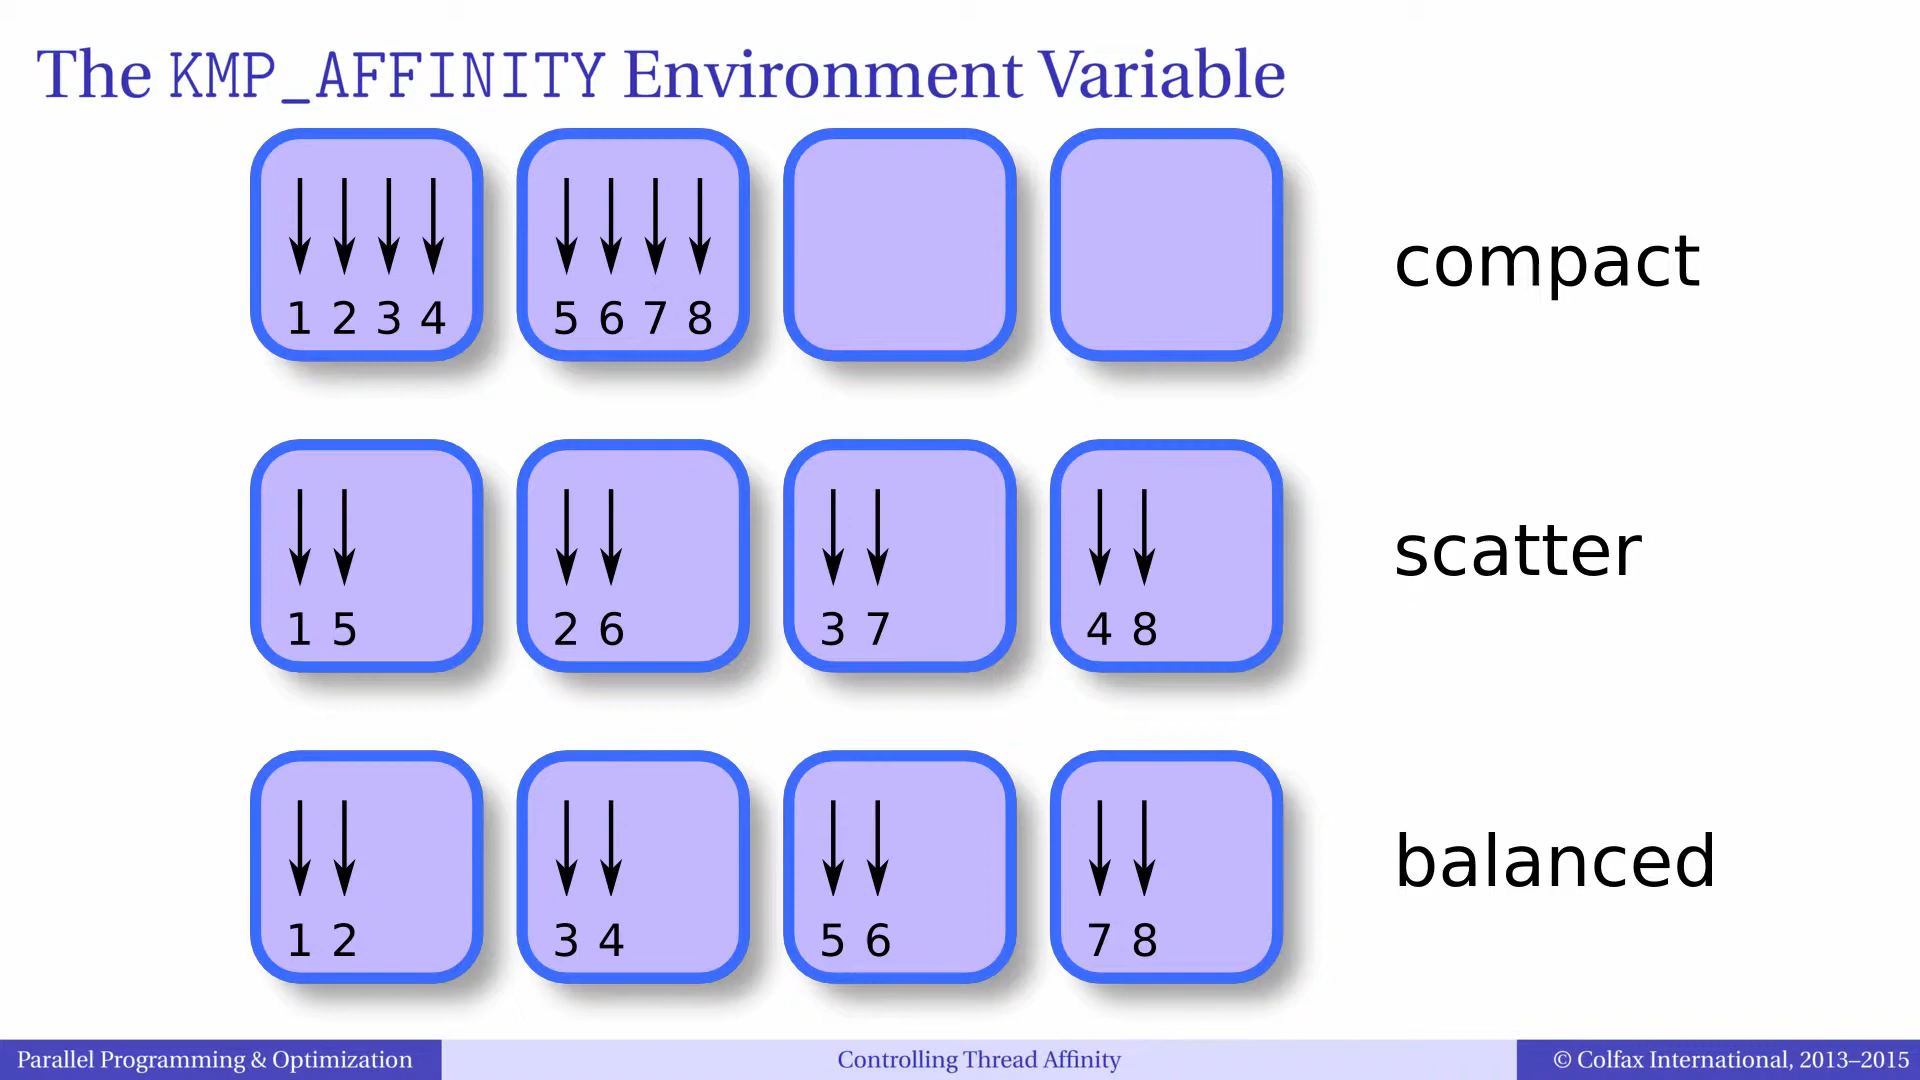 The KMP_AFFINITY Environment Variable
1 2 3 4 5 6 7 8
compact
1 5 2 6 3 7 4 8
scatter
1 2 3 4 5 6 7 8
balanced
Parallel Programming & Optimization Controlling Thread Affinity © Colfax International, 2013–2015